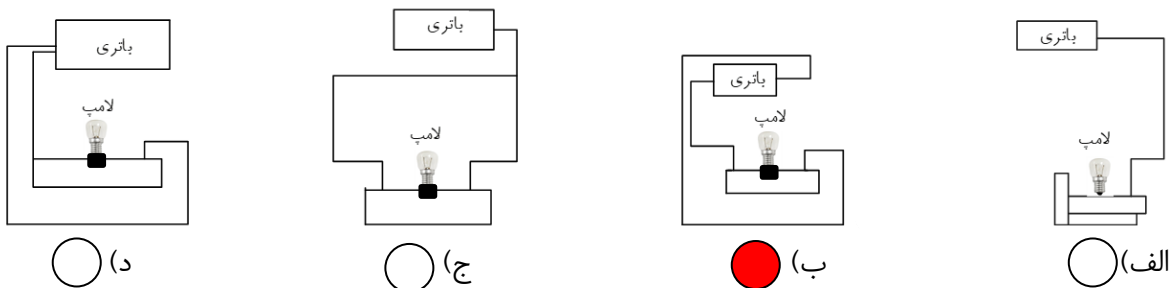 باتری
لامپ
الف)
باتری
لامپ
ب)
باتری
لامپ
ج)
باتری
لامپ
د)